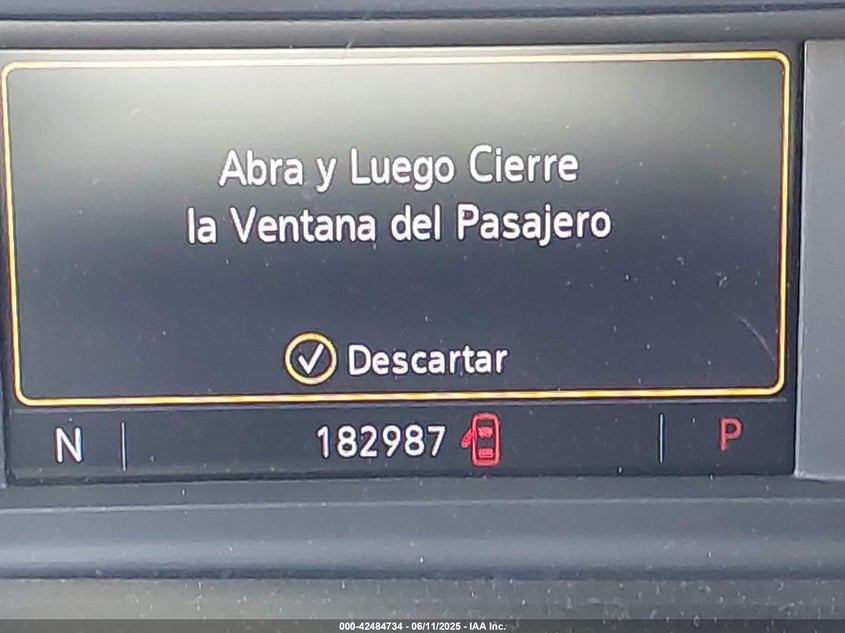 Abra y Luego Cierre
la Ventana del Pasajero
Descartar
N 182987 P
000-42484734 - 06/11/2025 - IAA Inc.